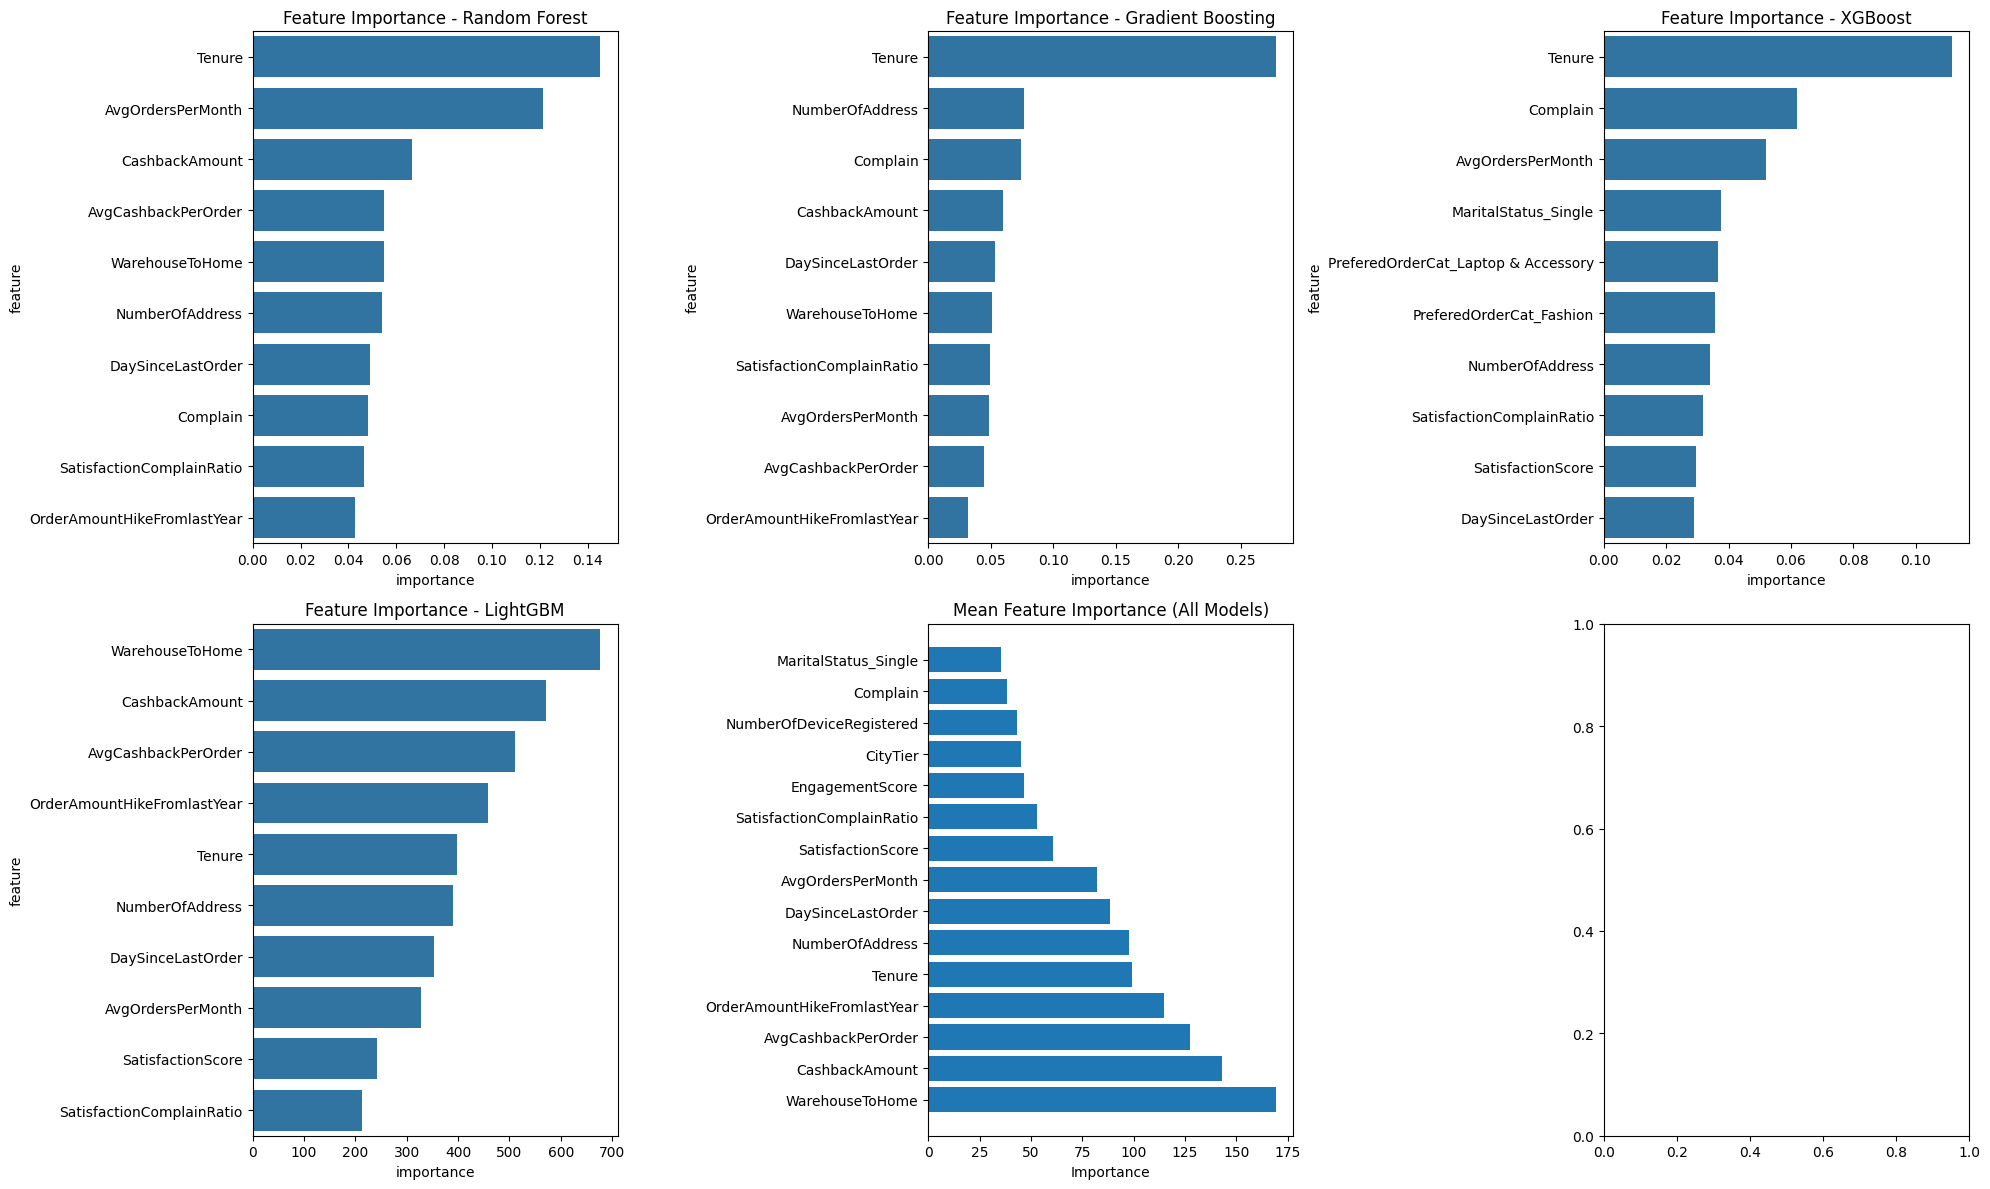 Feature Importance - Random Forest
feature
Tenure
AvgOrdersPerMonth
CashbackAmount
AvgCashbackPerOrder
WarehouseToHome
NumberOfAddress
DaySinceLastOrder
Complain
SatisfactionComplainRatio
OrderAmountHikeFromlastYear
0.00 0.02 0.04 0.06 0.08 0.10 0.12 0.14
importance
Feature Importance - Gradient Boosting
feature
Tenure
NumberOfAddress
Complain
CashbackAmount
DaySinceLastOrder
WarehouseToHome
SatisfactionComplainRatio
AvgOrdersPerMonth
AvgCashbackPerOrder
OrderAmountHikeFromlastYear
0.00 0.05 0.10 0.15 0.20 0.25
importance
Feature Importance - XGBoost
feature
Tenure
Complain
AvgOrdersPerMonth
MaritalStatus_Single
PreferedOrderCat_Laptop & Accessory
PreferedOrderCat_Fashion
NumberOfAddress
SatisfactionComplainRatio
SatisfactionScore
DaySinceLastOrder
0.00 0.02 0.04 0.06 0.08 0.10
importance
Feature Importance - LightGBM
feature
WarehouseToHome
CashbackAmount
AvgCashbackPerOrder
OrderAmountHikeFromlastYear
Tenure
NumberOfAddress
DaySinceLastOrder
AvgOrdersPerMonth
SatisfactionScore
SatisfactionComplainRatio
0 100 200 300 400 500 600 700
importance
Mean Feature Importance (All Models)
MaritalStatus_Single
Complain
NumberOfDeviceRegistered
CityTier
EngagementScore
SatisfactionComplainRatio
SatisfactionScore
AvgOrdersPerMonth
DaySinceLastOrder
NumberOfAddress
Tenure
OrderAmountHikeFromlastYear
AvgCashbackPerOrder
CashbackAmount
WarehouseToHome
0 25 50 75 100 125 150 175
Importance
1.0
0.8
0.6
0.4
0.2
0.0
0.0 0.2 0.4 0.6 0.8 1.0